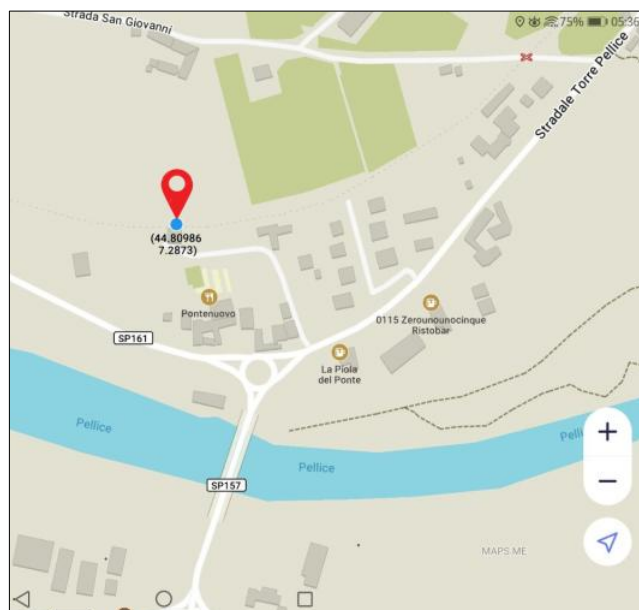 Strada San Giovanni
75% 05:36
Stradale Torre Pellice
(44.80986
7.2873)
Pontenuovo
0115 Zerounounocinque
Ristobar
SP161
La Piola
del Ponte
Pellice
Pellice
Pelli
SP157
MAPS.ME